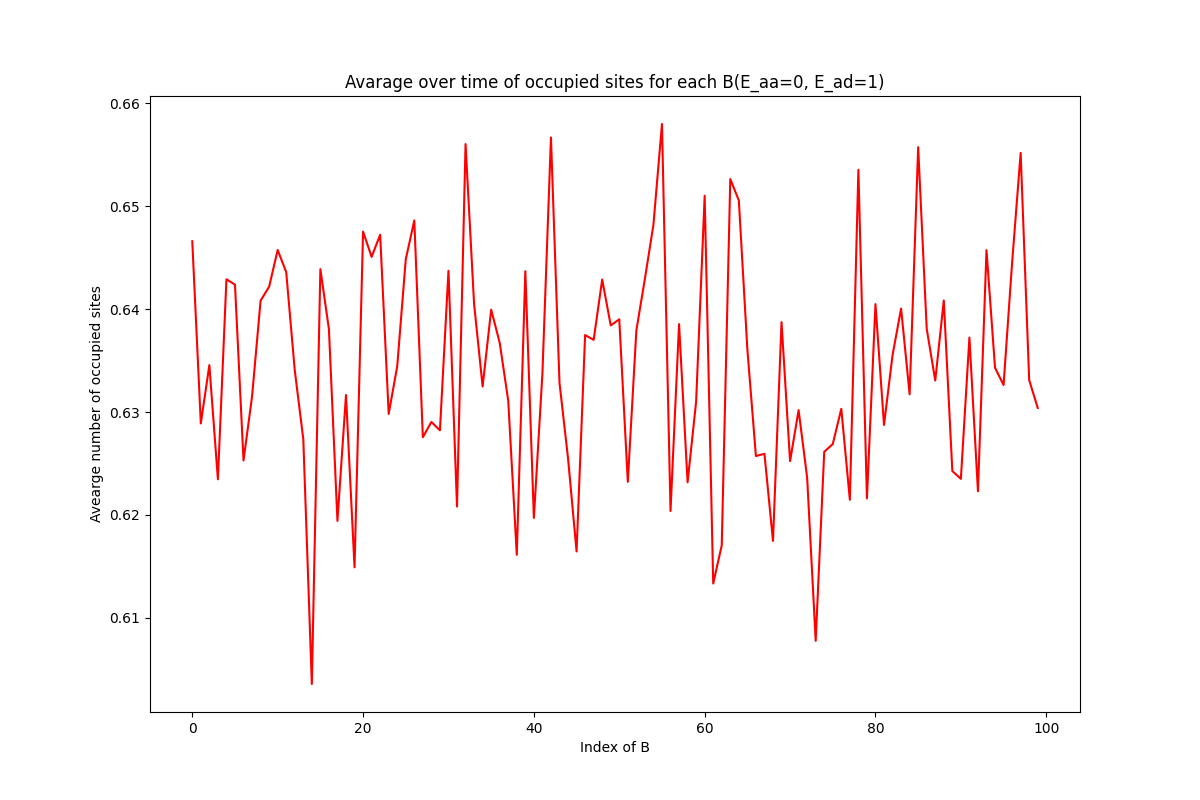 Avarage over time of occupied sites for each B(E_aa=0, E_ad=1)
0.66
0.65
0.64
0.63
0.62
0.61
Avearge number of occupied sites
0 20 40 60 80 100
Index of B